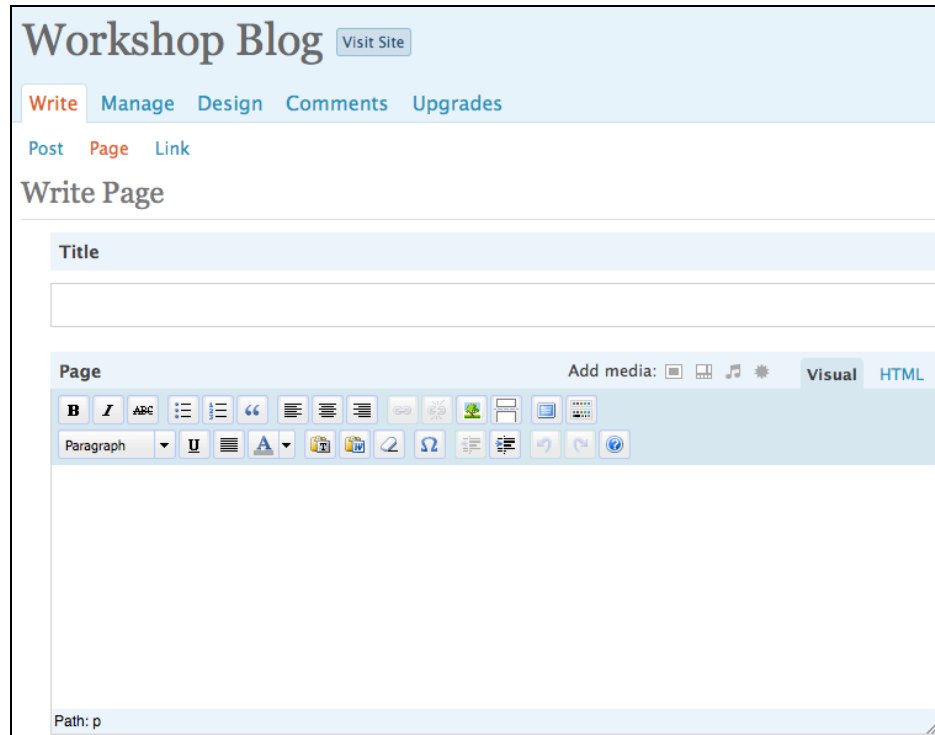 Workshop Blog Visit Site
Write Manage Design Comments Upgrades
Post Page Link
Write Page
Title
Page Add media: Visual HTML
B I ABC
Paragraph U A T W Ω
Path: p